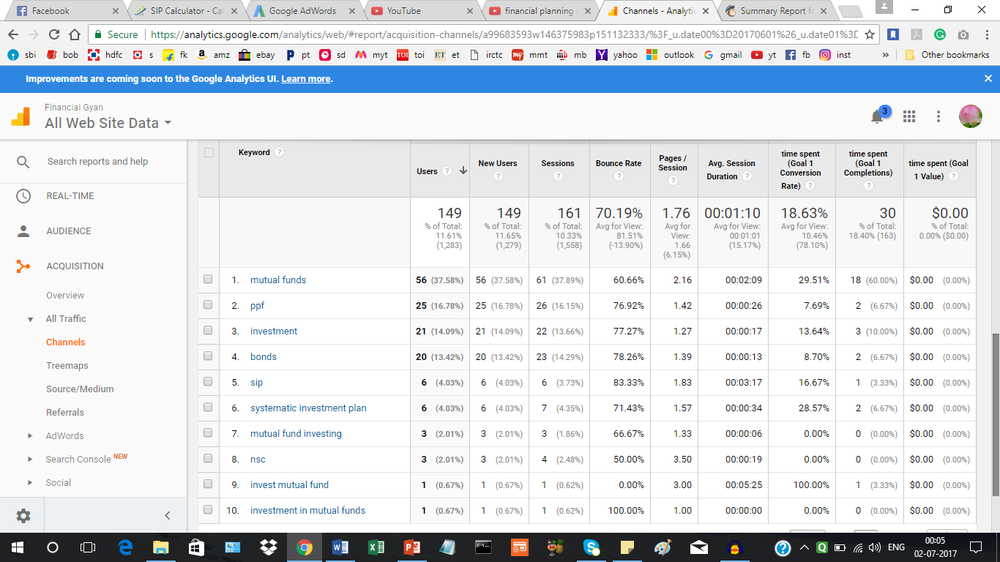 Facebook
SIP Calculator - Cal
Google AdWords
YouTube
financial planning
Channels - Analytic
Summary Report fo
Secure https://analytics.google.com/analytics/web/#report/acquisition-channels/a99683593w146375983p151132333/%3F_u.date00%3D20170601%26_u.date01%3D
sbi bob hdfc s fk amz ebay pt sd myt toi et irctc mmt mb yahoo outlook gmail yt fb inst » Other bookmarks
Improvements are coming soon to the Google Analytics UI. Learn more.
Financial Gyan
All Web Site Data
3
Search reports and help
REAL-TIME
AUDIENCE
ACQUISITION
Overview
All Traffic
Channels
Treemaps
Source/Medium
Referrals
AdWords
Search Console NEW
Social
Keyword ?
Users ?
New Users ?
Sessions ?
Bounce Rate ?
Pages / Session ?
Avg. Session Duration ?
time spent (Goal 1 Conversion Rate) ?
time spent (Goal 1 Completions) ?
time spent (Goal 1 Value) ?
149 % of Total: 11.61% (1,283)
149 % of Total: 11.65% (1,279)
161 % of Total: 10.33% (1,558)
70.19% Avg for View: 81.51% (-13.90%)
1.76 Avg for View: 1.66 (6.15%)
00:01:10 Avg for View: 00:01:01 (15.17%)
18.63% Avg for View: 10.46% (78.10%)
30 % of Total: 18.40% (163)
$0.00 % of Total: 0.00% ($0.00)
1. mutual funds 56 (37.58%) 56 (37.58%) 61 (37.89%) 60.66% 2.16 00:02:09 29.51% 18 (60.00%) $0.00 (0.00%)
2. ppf 25 (16.78%) 25 (16.78%) 26 (16.15%) 76.92% 1.42 00:00:26 7.69% 2 (6.67%) $0.00 (0.00%)
3. investment 21 (14.09%) 21 (14.09%) 22 (13.66%) 77.27% 1.27 00:00:17 13.64% 3 (10.00%) $0.00 (0.00%)
4. bonds 20 (13.42%) 20 (13.42%) 23 (14.29%) 78.26% 1.39 00:00:13 8.70% 2 (6.67%) $0.00 (0.00%)
5. sip 6 (4.03%) 6 (4.03%) 6 (3.73%) 83.33% 1.83 00:03:17 16.67% 1 (3.33%) $0.00 (0.00%)
6. systematic investment plan 6 (4.03%) 6 (4.03%) 7 (4.35%) 71.43% 1.57 00:00:34 28.57% 2 (6.67%) $0.00 (0.00%)
7. mutual fund investing 3 (2.01%) 3 (2.01%) 3 (1.86%) 66.67% 1.33 00:00:06 0.00% 0 (0.00%) $0.00 (0.00%)
8. nsc 3 (2.01%) 3 (2.01%) 4 (2.48%) 50.00% 3.50 00:00:19 0.00% 0 (0.00%) $0.00 (0.00%)
9. invest mutual fund 1 (0.67%) 1 (0.67%) 1 (0.62%) 0.00% 3.00 00:05:25 100.00% 1 (3.33%) $0.00 (0.00%)
10. investment in mutual funds 1 (0.67%) 1 (0.67%) 1 (0.62%) 100.00% 1.00 00:00:00 0.00% 0 (0.00%) $0.00 (0.00%)
ENG
00:05
02-07-2017